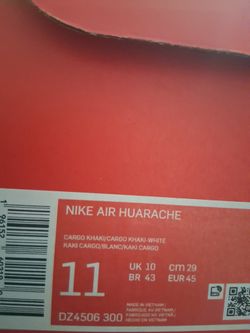 NIKE AIR HUARACHE
CARGO KHAKI/CARGO KHAKI-WHITE
KAKI CARGO/BLANC/KAKI CARGO
11
UK 10
CM 29
BR 43
EUR 45
DZ4506 300
MADE IN VIETNAM
FABRIQUÉ AU VIETNAM